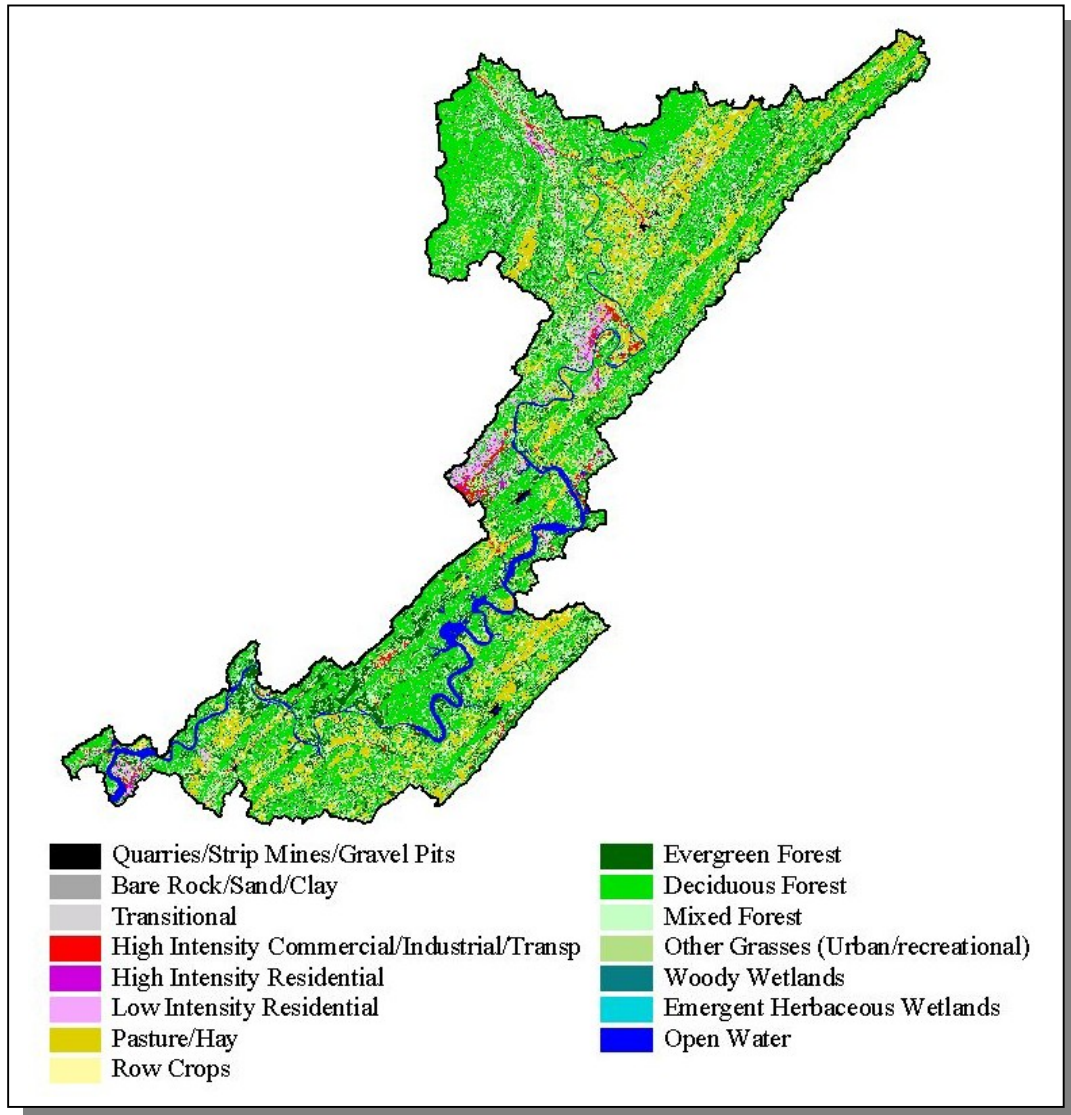 Quarries/Strip Mines/Gravel Pits
Bare Rock/Sand/Clay
Transitional
High Intensity Commercial/Industrial/Transp
High Intensity Residential
Low Intensity Residential
Pasture/Hay
Row Crops
Evergreen Forest
Deciduous Forest
Mixed Forest
Other Grasses (Urban/recreational)
Woody Wetlands
Emergent Herbaceous Wetlands
Open Water